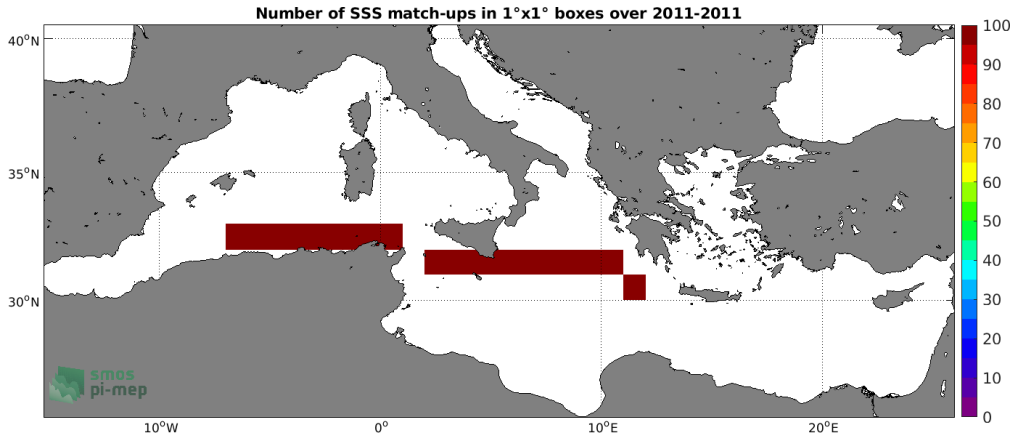 Number of SSS match-ups in 1°x1° boxes over 2011-2011
40°N
35°N
30°N
10°W
0°
10°E
20°E
100
90
80
70
60
50
40
30
20
10
0
smos
pi-mep